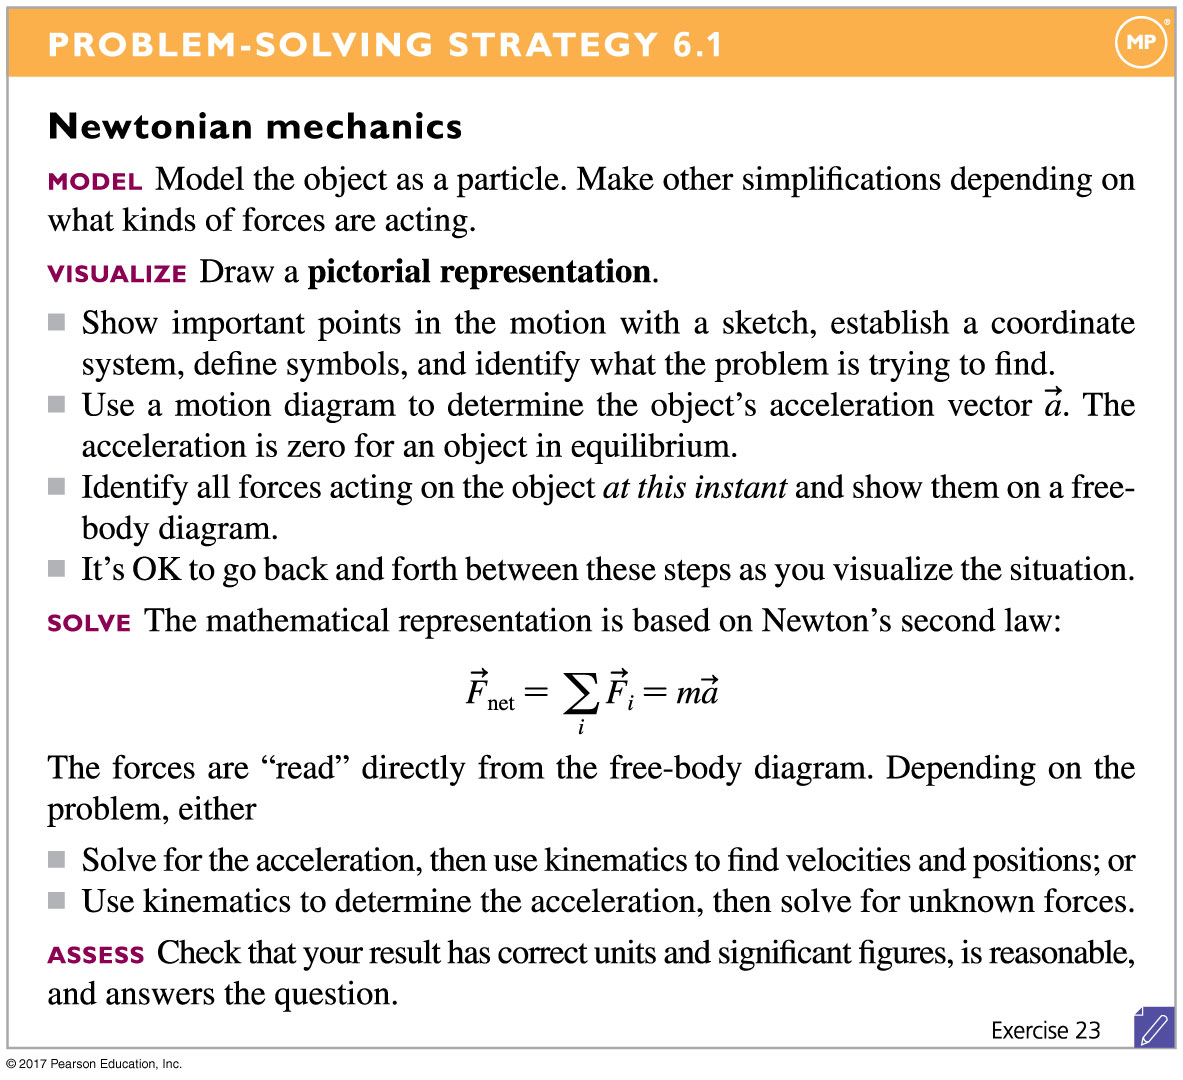 PROBLEM-SOLVING STRATEGY 6.1
MP®
Newtonian mechanics
MODEL Model the object as a particle. Make other simplifications depending on
what kinds of forces are acting.
VISUALIZE Draw a pictorial representation.
■ Show important points in the motion with a sketch, establish a coordinate
system, define symbols, and identify what the problem is trying to find.
■ Use a motion diagram to determine the object’s acceleration vector a⃗. The
acceleration is zero for an object in equilibrium.
■ Identify all forces acting on the object at this instant and show them on a free-
body diagram.
■ It’s OK to go back and forth between these steps as you visualize the situation.
SOLVE The mathematical representation is based on Newton’s second law:
F⃗net = ∑i F⃗i = ma⃗
The forces are “read” directly from the free-body diagram. Depending on the
problem, either
■ Solve for the acceleration, then use kinematics to find velocities and positions; or
■ Use kinematics to determine the acceleration, then solve for unknown forces.
ASSESS Check that your result has correct units and significant figures, is reasonable,
and answers the question.
Exercise 23
© 2017 Pearson Education, Inc.